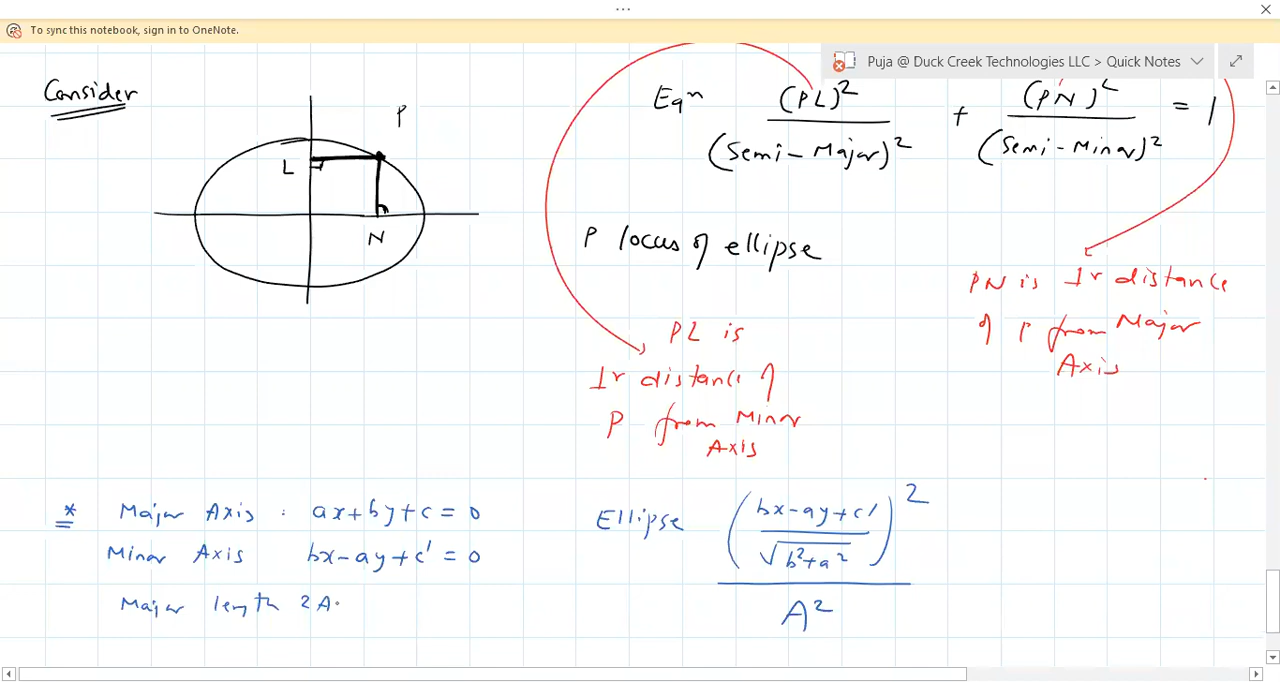 To sync this notebook, sign in to OneNote.
Puja @ Duck Creek Technologies LLC > Quick Notes
Consider
P
L
N
Eqⁿ (PL)² / (Semi-Major)² + (PN)² / (Semi-Minor)² = 1
P locus of ellipse
PL is
⊥r distance of
P from Minor
Axis
PN is ⊥r distance
of P from Major
Axis
* Major Axis : ax+by+c=0
Minor Axis bx-ay+c'=0
Major length 2A.
Ellipse ((bx-ay+c') / √(b²+a²))² / A²